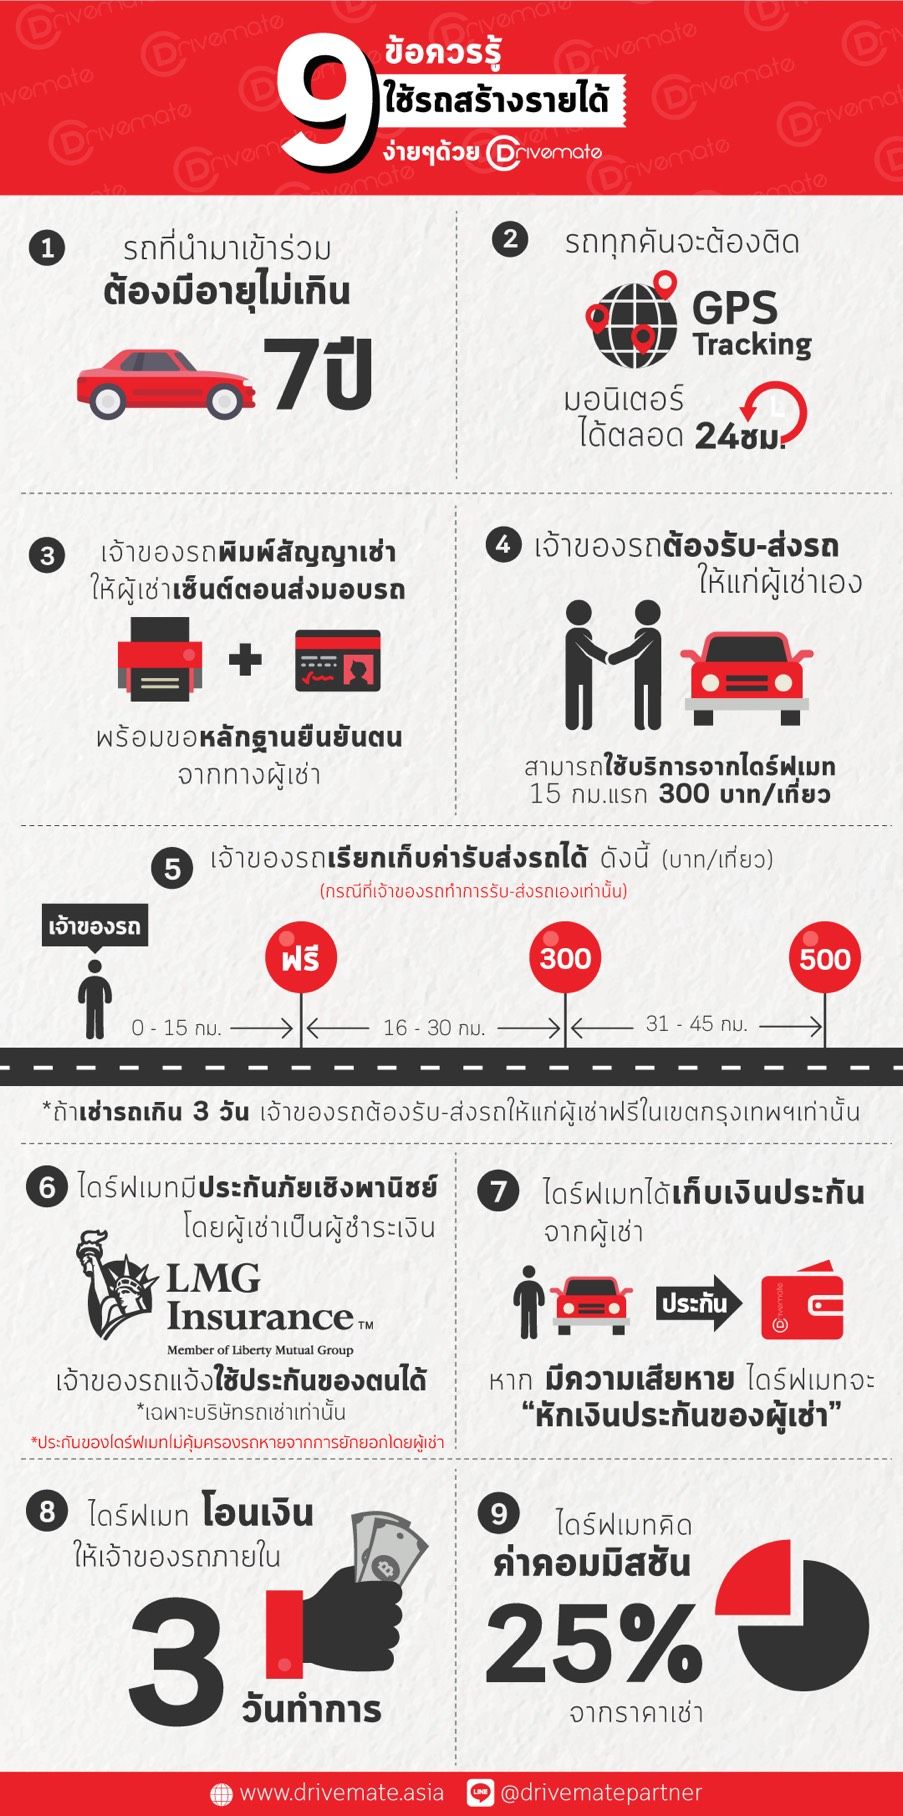 9 ข้อควรรู้
ใช้รถสร้างรายได้
ง่ายๆด้วย Drivemate
1 รถที่นำมาเข้าร่วม
ต้องมีอายุไม่เกิน
7ปี
2 รถทุกคันจะต้องติด
GPS
Tracking
มอนิเตอร์
ได้ตลอด 24ชม.
3 เจ้าของรถพิมพ์สัญญาเช่า
ให้ผู้เช่าเซ็นต์ตอนส่งมอบรถ
พร้อมขอหลักฐานยืนยันตน
จากทางผู้เช่า
4 เจ้าของรถต้องรับ-ส่งรถ
ให้แก่ผู้เช่าเอง
สามารถใช้บริการจากไดร์ฟเมท
15 กม.แรก 300 บาท/เที่ยว
5 เจ้าของรถเรียกเก็บค่ารับส่งรถได้ ดังนี้ (บาท/เที่ยว)
(กรณีที่เจ้าของรถทำการรับ-ส่งรถเองเท่านั้น)
เจ้าของรถ
ฟรี 300 500
0 - 15 กม. 16 - 30 กม. 31 - 45 กม.
*ถ้าเช่ารถเกิน 3 วัน เจ้าของรถต้องรับ-ส่งรถให้แก่ผู้เช่าฟรีในเขตกรุงเทพฯเท่านั้น
6 ไดร์ฟเมทมีประกันภัยเชิงพานิชย์
โดยผู้เช่าเป็นผู้ชำระเงิน
LMG
Insurance TM
Member of Liberty Mutual Group
เจ้าของรถแจ้งใช้ประกันของตนได้
*เฉพาะบริษัทรถเช่าเท่านั้น
*ประกันของไดร์ฟเมทไม่คุ้มครองรถหายจากการยักยอกโดยผู้เช่า
7 ไดร์ฟเมทได้เก็บเงินประกัน
จากผู้เช่า
ประกัน
Drivemate
หาก มีความเสียหาย ไดร์ฟเมทจะ
“หักเงินประกันของผู้เช่า”
8 ไดร์ฟเมท โอนเงิน
ให้เจ้าของรถภายใน
3
วันทำการ
9 ไดร์ฟเมทคิด
ค่าคอมมิสชัน
25%
จากราคาเช่า
www.drivemate.asia LINE @drivematepartner